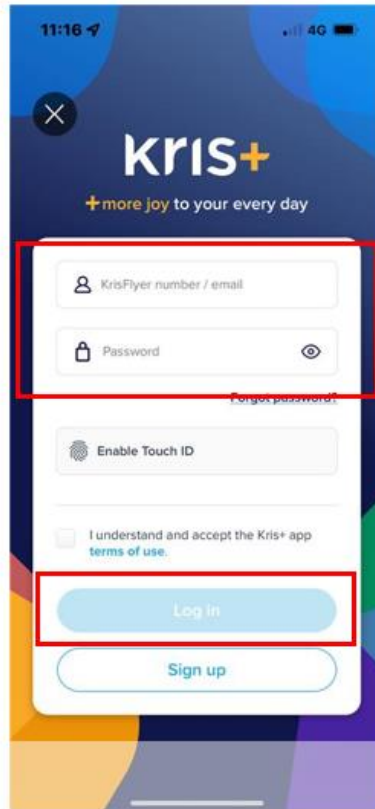 11:16
4G
kris+
+more joy to your every day
KrisFlyer number / email
Password
Forgot password?
Enable Touch ID
I understand and accept the Kris+ app
terms of use.
Log in
Sign up